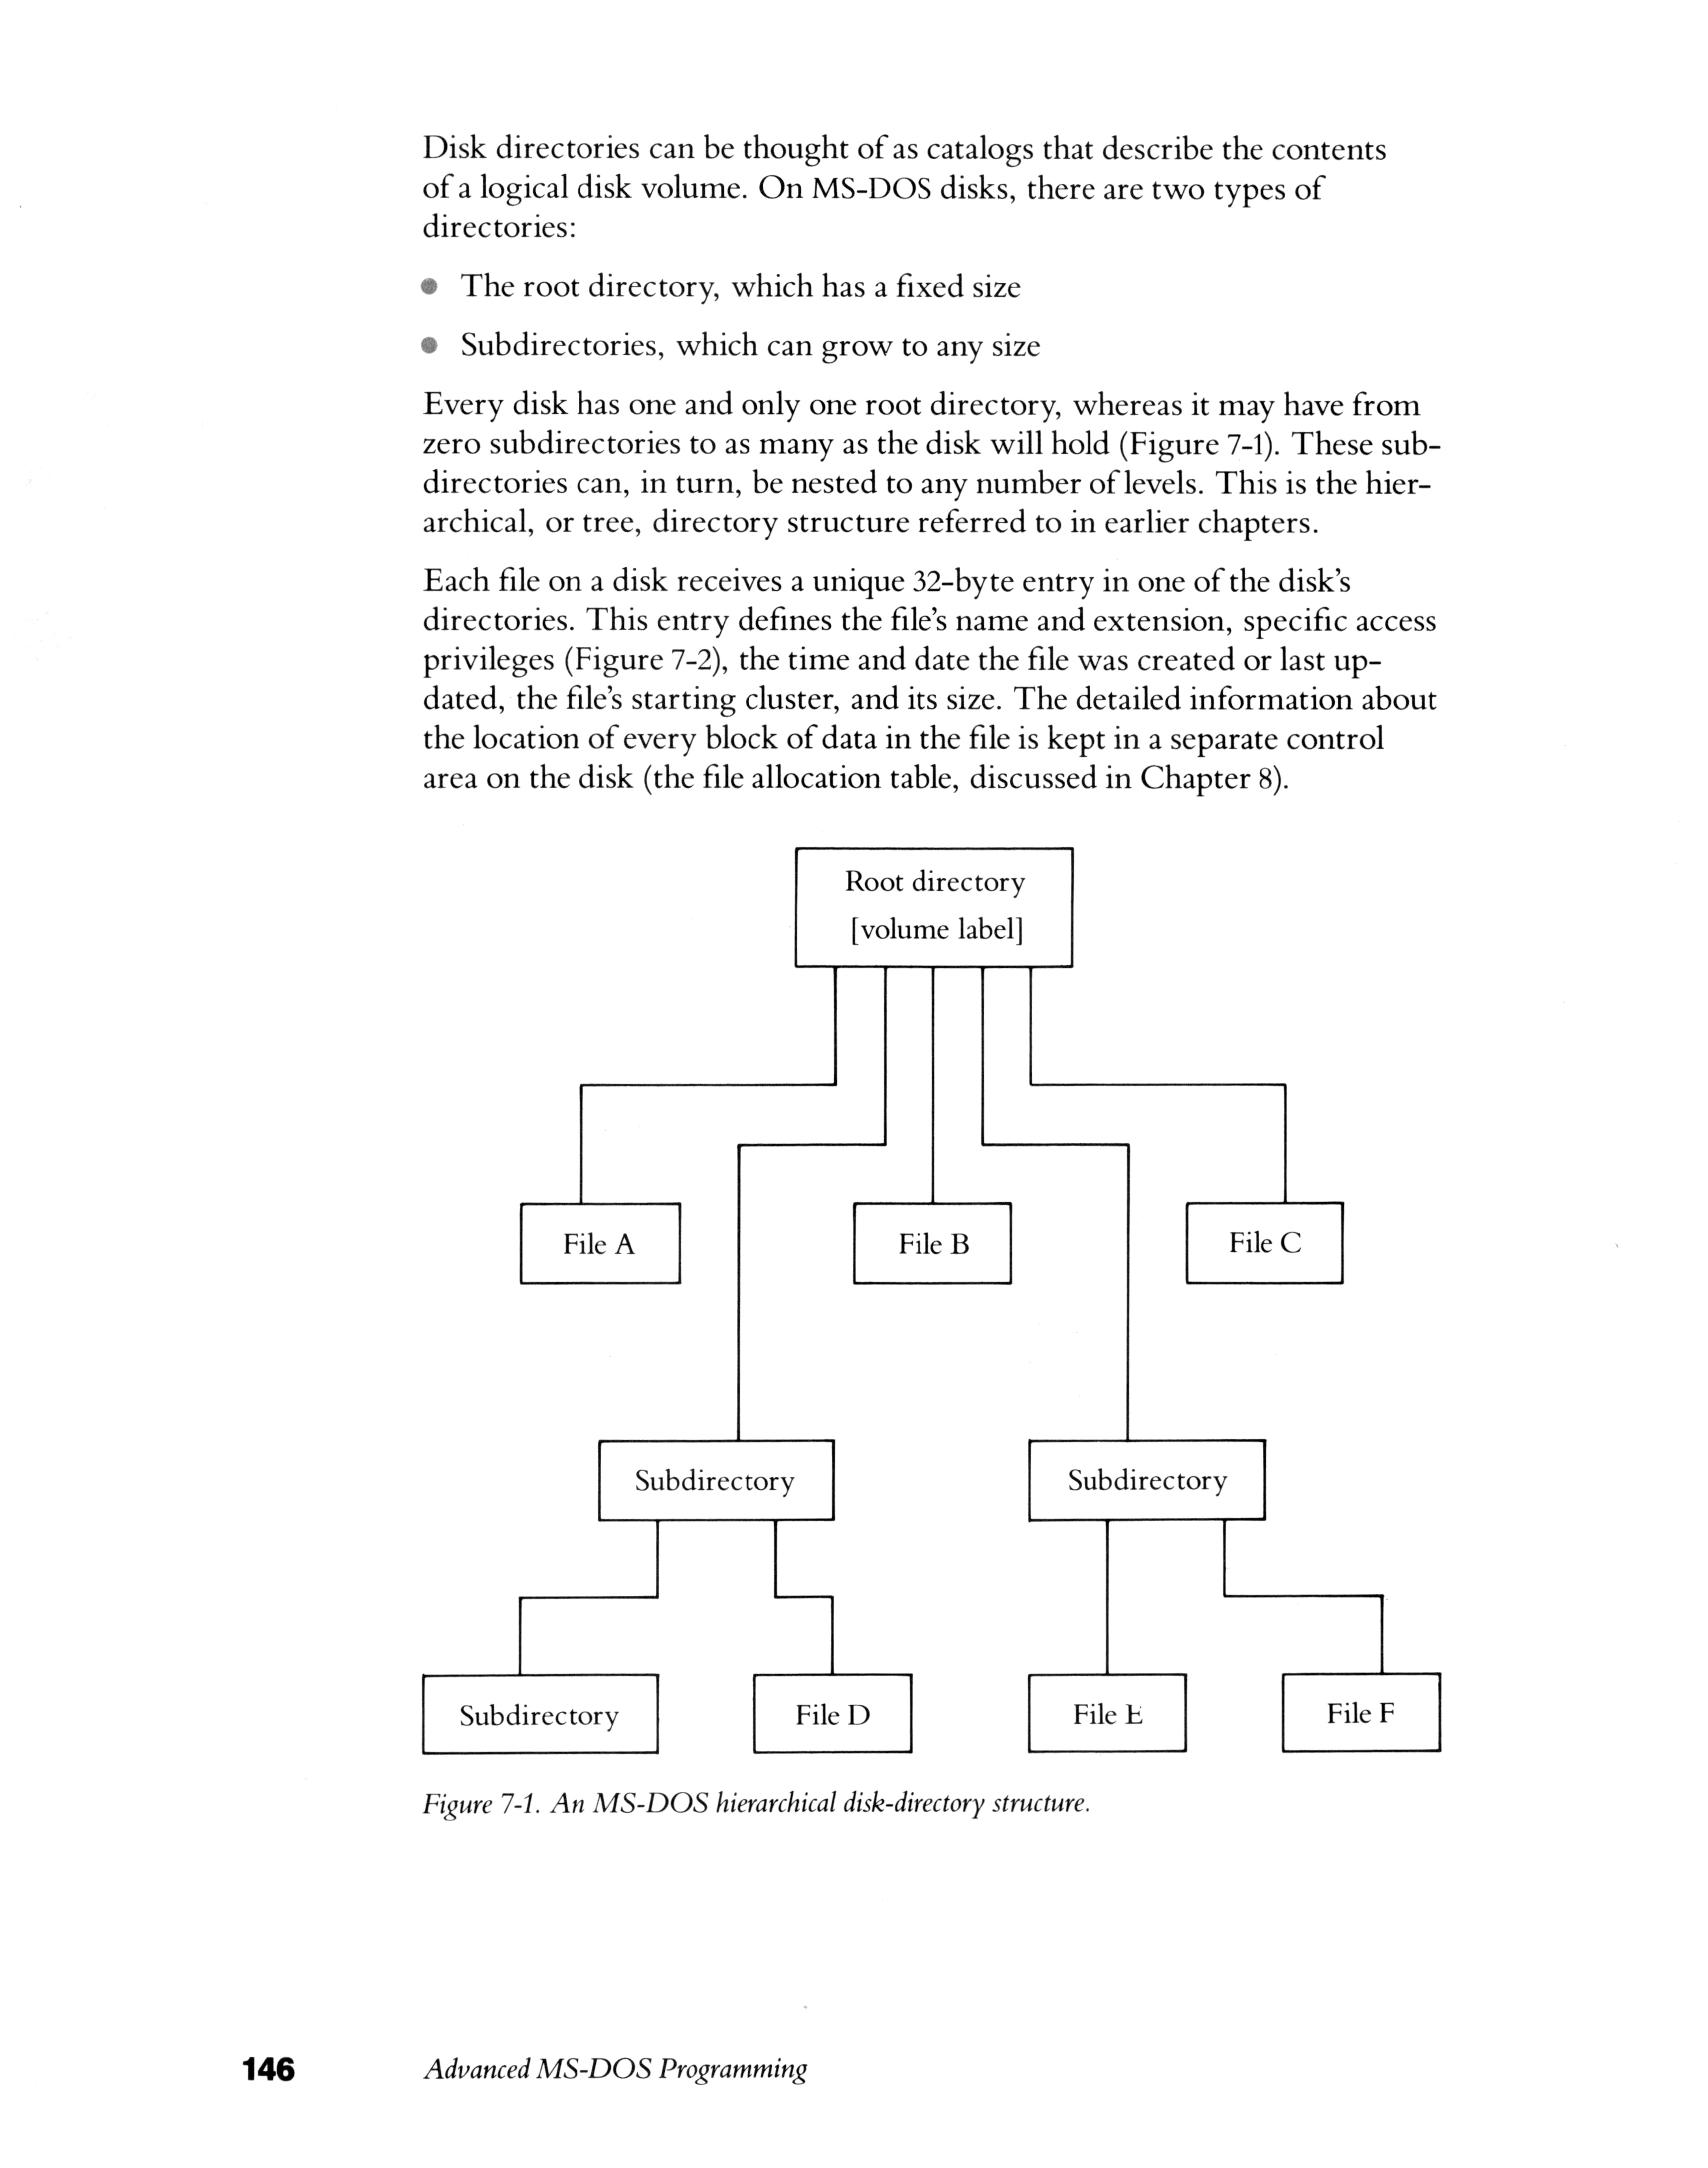 Disk directories can be thought of as catalogs that describe the contents
of a logical disk volume. On MS-DOS disks, there are two types of
directories:
● The root directory, which has a fixed size
● Subdirectories, which can grow to any size
Every disk has one and only one root directory, whereas it may have from
zero subdirectories to as many as the disk will hold (Figure 7-1). These sub-
directories can, in turn, be nested to any number of levels. This is the hier-
archical, or tree, directory structure referred to in earlier chapters.
Each file on a disk receives a unique 32-byte entry in one of the disk's
directories. This entry defines the file's name and extension, specific access
privileges (Figure 7-2), the time and date the file was created or last up-
dated, the file's starting cluster, and its size. The detailed information about
the location of every block of data in the file is kept in a separate control
area on the disk (the file allocation table, discussed in Chapter 8).
Root directory
[volume label]
File A
File B
File C
Subdirectory
Subdirectory
Subdirectory
File D
File E
File F
Figure 7-1. An MS-DOS hierarchical disk-directory structure.
146 Advanced MS-DOS Programming